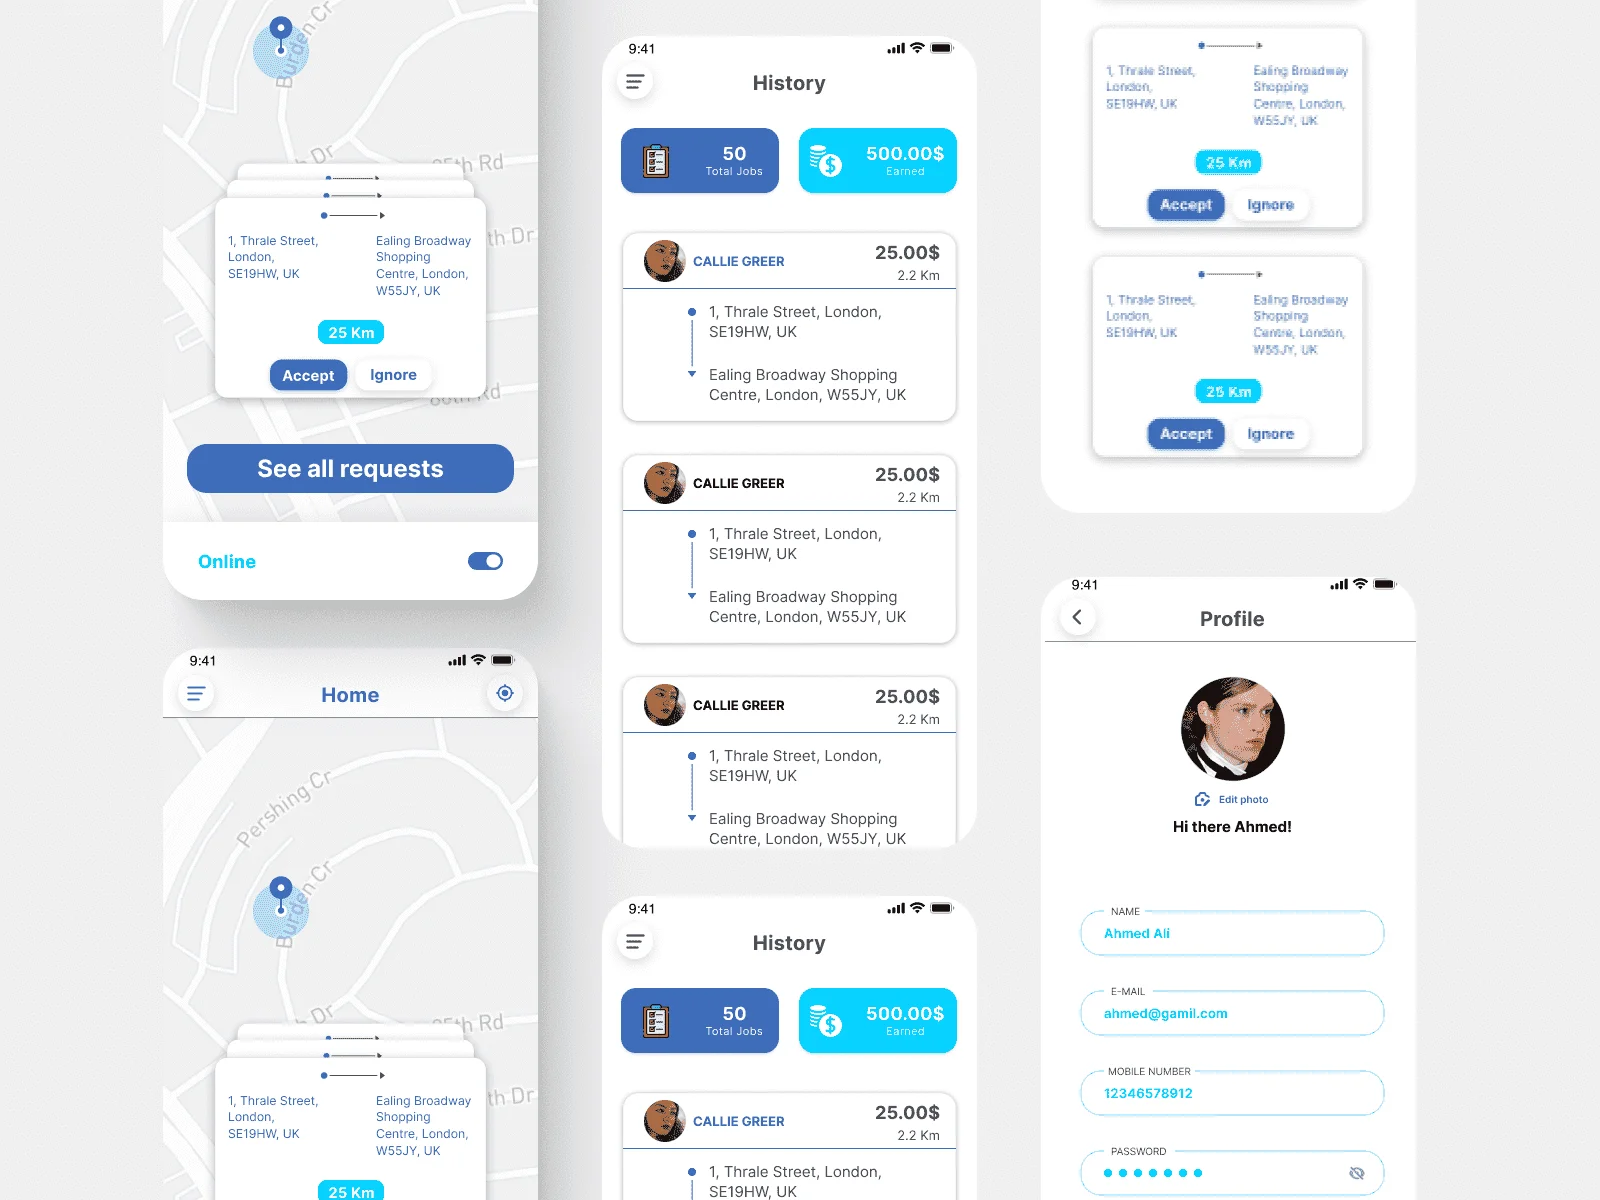 Burden Cr
Dr
85th Rd
th Dr
1, Thrale Street,
London,
SE19HW, UK
Ealing Broadway
Shopping
Centre, London,
W55JY, UK
25 Km
Accept
Ignore
86th Rd
See all requests
Online
9:41
Home
Pershing Cr
Burden Cr
Dr
85th Rd
th Dr
1, Thrale Street,
London,
SE19HW, UK
Ealing Broadway
Shopping
Centre, London,
W55JY, UK
25 Km
9:41
History
50
Total Jobs
500.00$
Earned
CALLIE GREER
25.00$
2.2 Km
1, Thrale Street, London,
SE19HW, UK
Ealing Broadway Shopping
Centre, London, W55JY, UK
CALLIE GREER
25.00$
2.2 Km
1, Thrale Street, London,
SE19HW, UK
Ealing Broadway Shopping
Centre, London, W55JY, UK
CALLIE GREER
25.00$
2.2 Km
1, Thrale Street, London,
SE19HW, UK
Ealing Broadway Shopping
Centre, London, W55JY, UK
9:41
History
50
Total Jobs
500.00$
Earned
CALLIE GREER
25.00$
2.2 Km
1, Thrale Street, London,
SE19HW, UK
1, Thrale Street,
London,
SE19HW, UK
Ealing Broadway
Shopping
Centre, London,
W55JY, UK
25 Km
Accept
Ignore
1, Thrale Street,
London,
SE19HW, UK
Ealing Broadway
Shopping
Centre, London,
W55JY, UK
25 Km
Accept
Ignore
9:41
Profile
Edit photo
Hi there Ahmed!
NAME
Ahmed Ali
E-MAIL
ahmed@gamil.com
MOBILE NUMBER
12346578912
PASSWORD